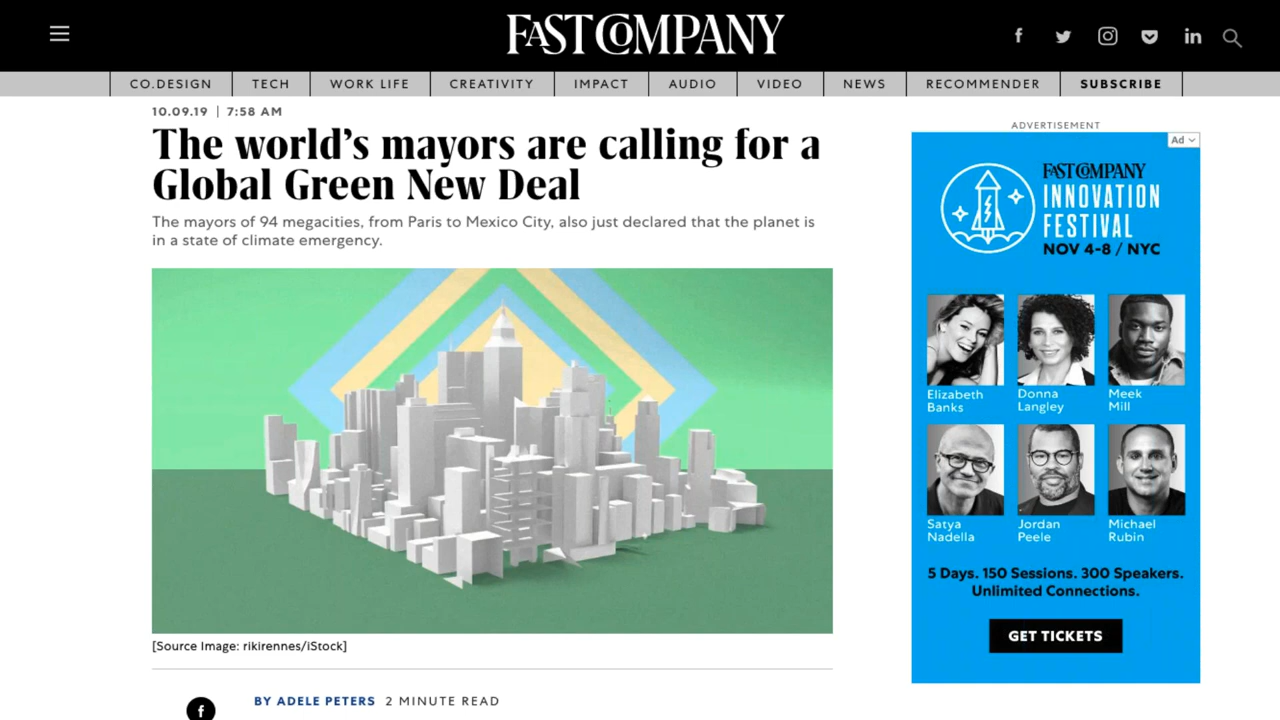 FAST COMPANY
CO.DESIGN
TECH
WORK LIFE
CREATIVITY
IMPACT
AUDIO
VIDEO
NEWS
RECOMMENDER
SUBSCRIBE
10.09.19 | 7:58 AM
The world’s mayors are calling for a
Global Green New Deal
The mayors of 94 megacities, from Paris to Mexico City, also just declared that the planet is
in a state of climate emergency.
[Source Image: rikirennes/iStock]
BY ADELE PETERS 2 MINUTE READ
ADVERTISEMENT
Ad
FAST COMPANY
INNOVATION
FESTIVAL
NOV 4-8 / NYC
Elizabeth
Banks
Donna
Langley
Meek
Mill
Satya
Nadella
Jordan
Peele
Michael
Rubin
5 Days. 150 Sessions. 300 Speakers.
Unlimited Connections.
GET TICKETS